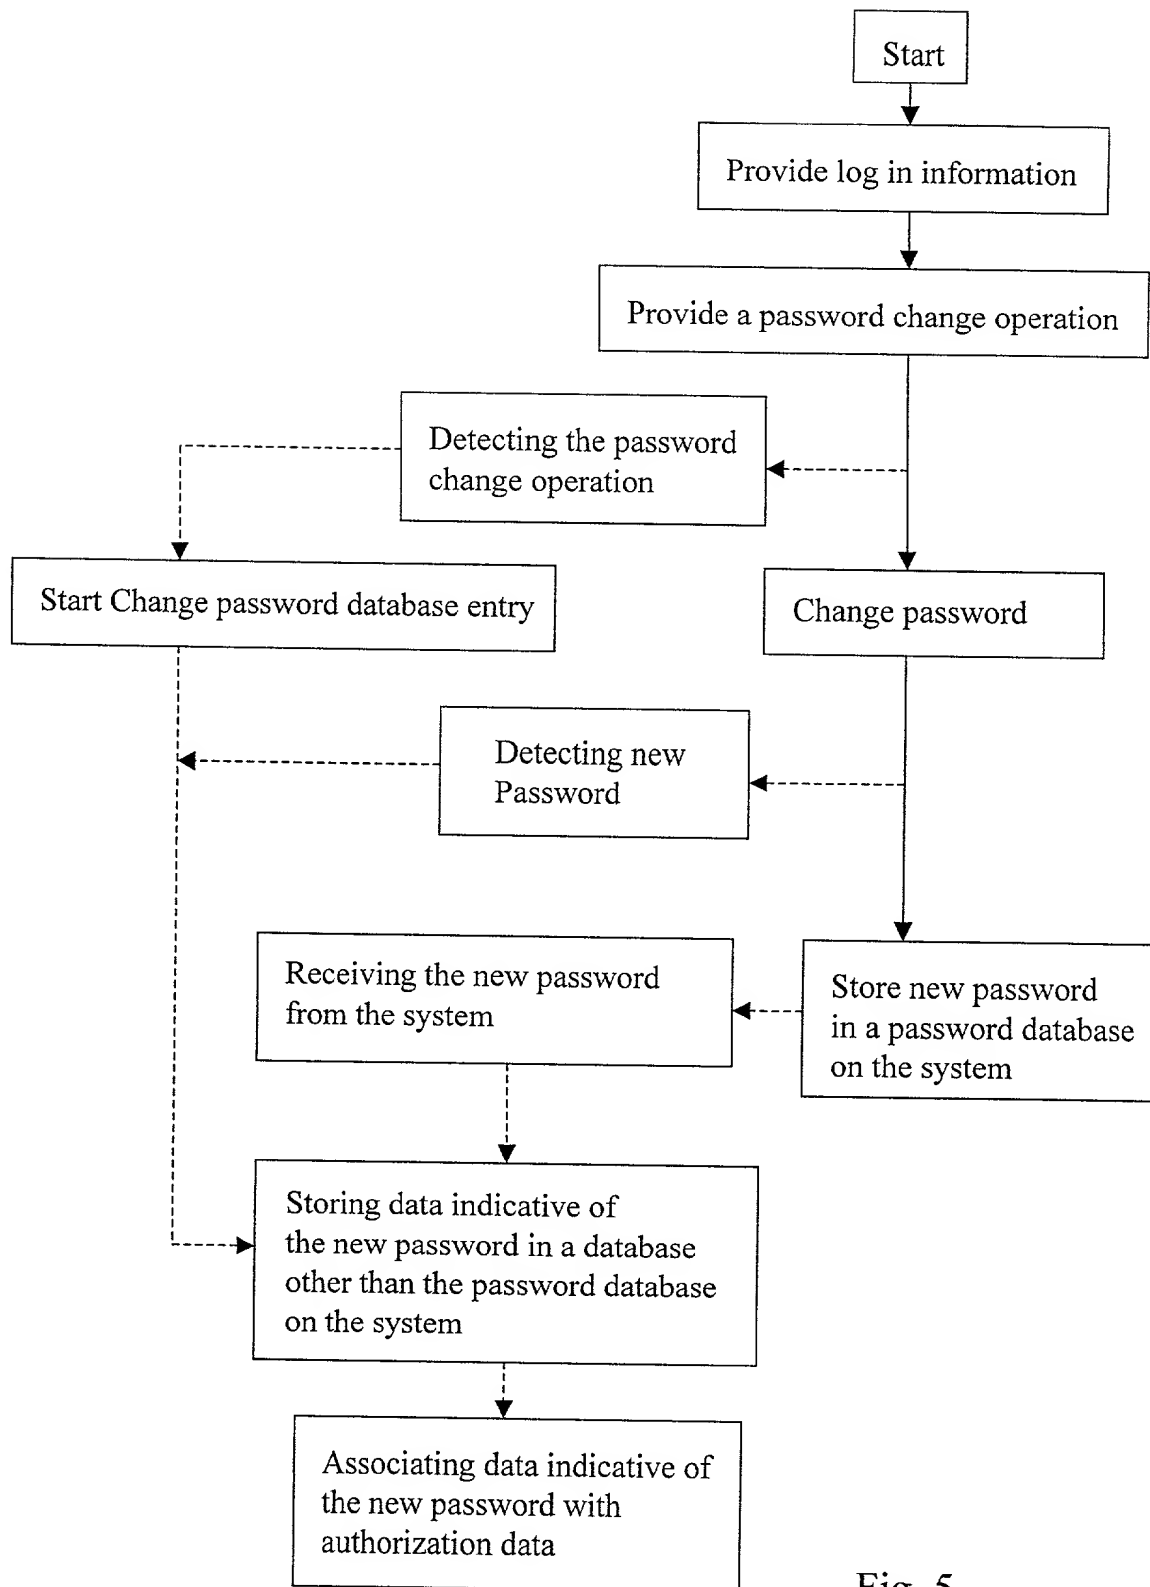 Start
Provide log in information
Provide a password change operation
Detecting the password
change operation
Start Change password database entry
Change password
Detecting new
Password
Receiving the new password
from the system
Store new password
in a password database
on the system
Storing data indicative of
the new password in a database
other than the password database
on the system
Associating data indicative of
the new password with
authorization data
Fig. 5